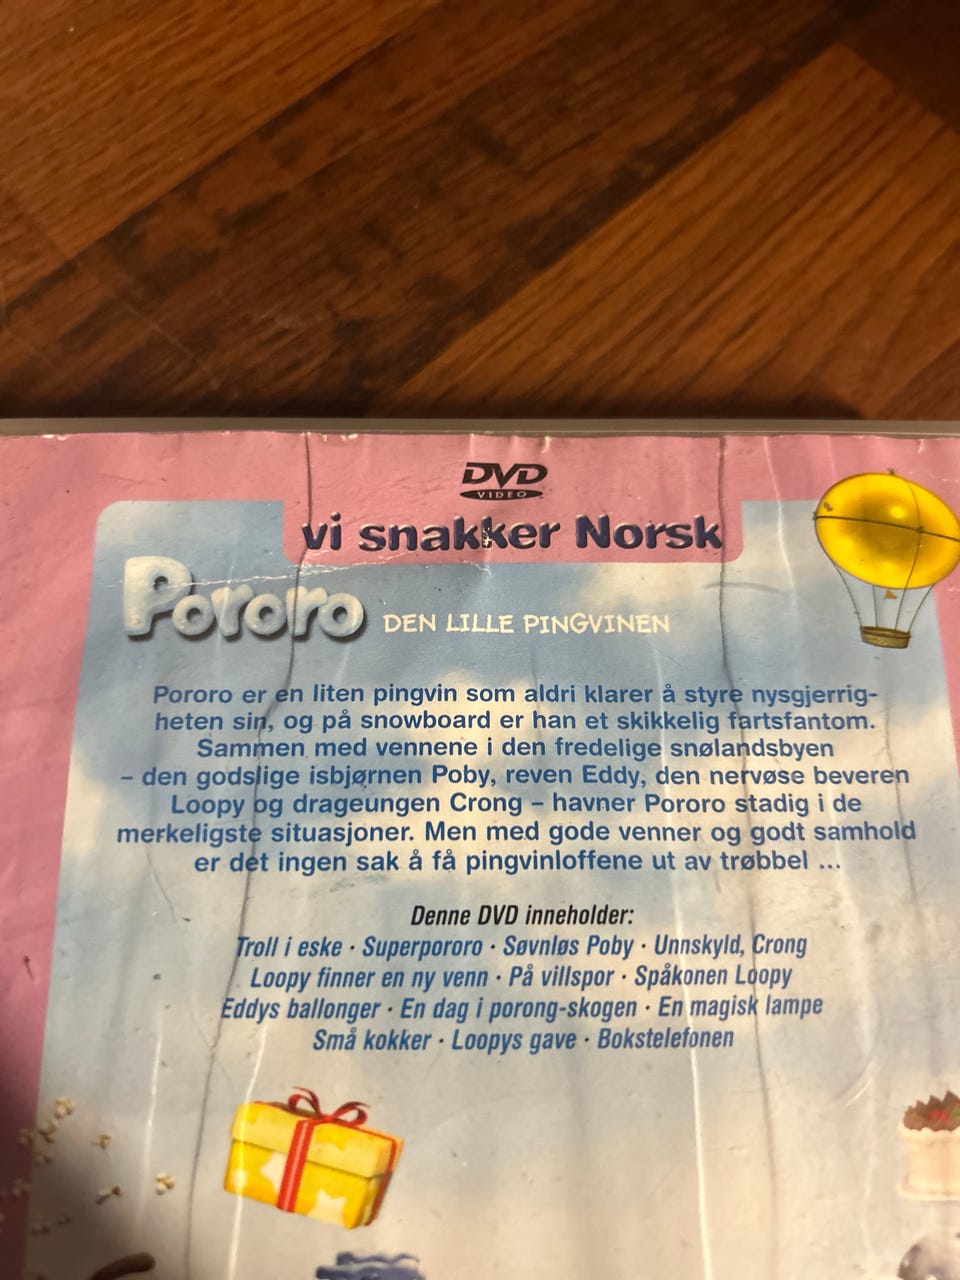 DVD
VIDEO
vi snakker Norsk
Pororo DEN LILLE PINGVINEN
Pororo er en liten pingvin som aldri klarer å styre nysgjerrig-
heten sin, og på snowboard er han et skikkelig fartsfantom.
Sammen med vennene i den fredelige snølandsbyen
– den godslige isbjørnen Poby, reven Eddy, den nervøse beveren
Loopy og drageungen Crong – havner Pororo stadig i de
merkeligste situasjoner. Men med gode venner og godt samhold
er det ingen sak å få pingvinloffene ut av trøbbel ...
Denne DVD inneholder:
Troll i eske · Superpororo · Søvnløs Poby · Unnskyld, Crong
Loopy finner en ny venn · På villspor · Spåkonen Loopy
Eddys ballonger · En dag i porong-skogen · En magisk lampe
Små kokker · Loopys gave · Bokstelefonen